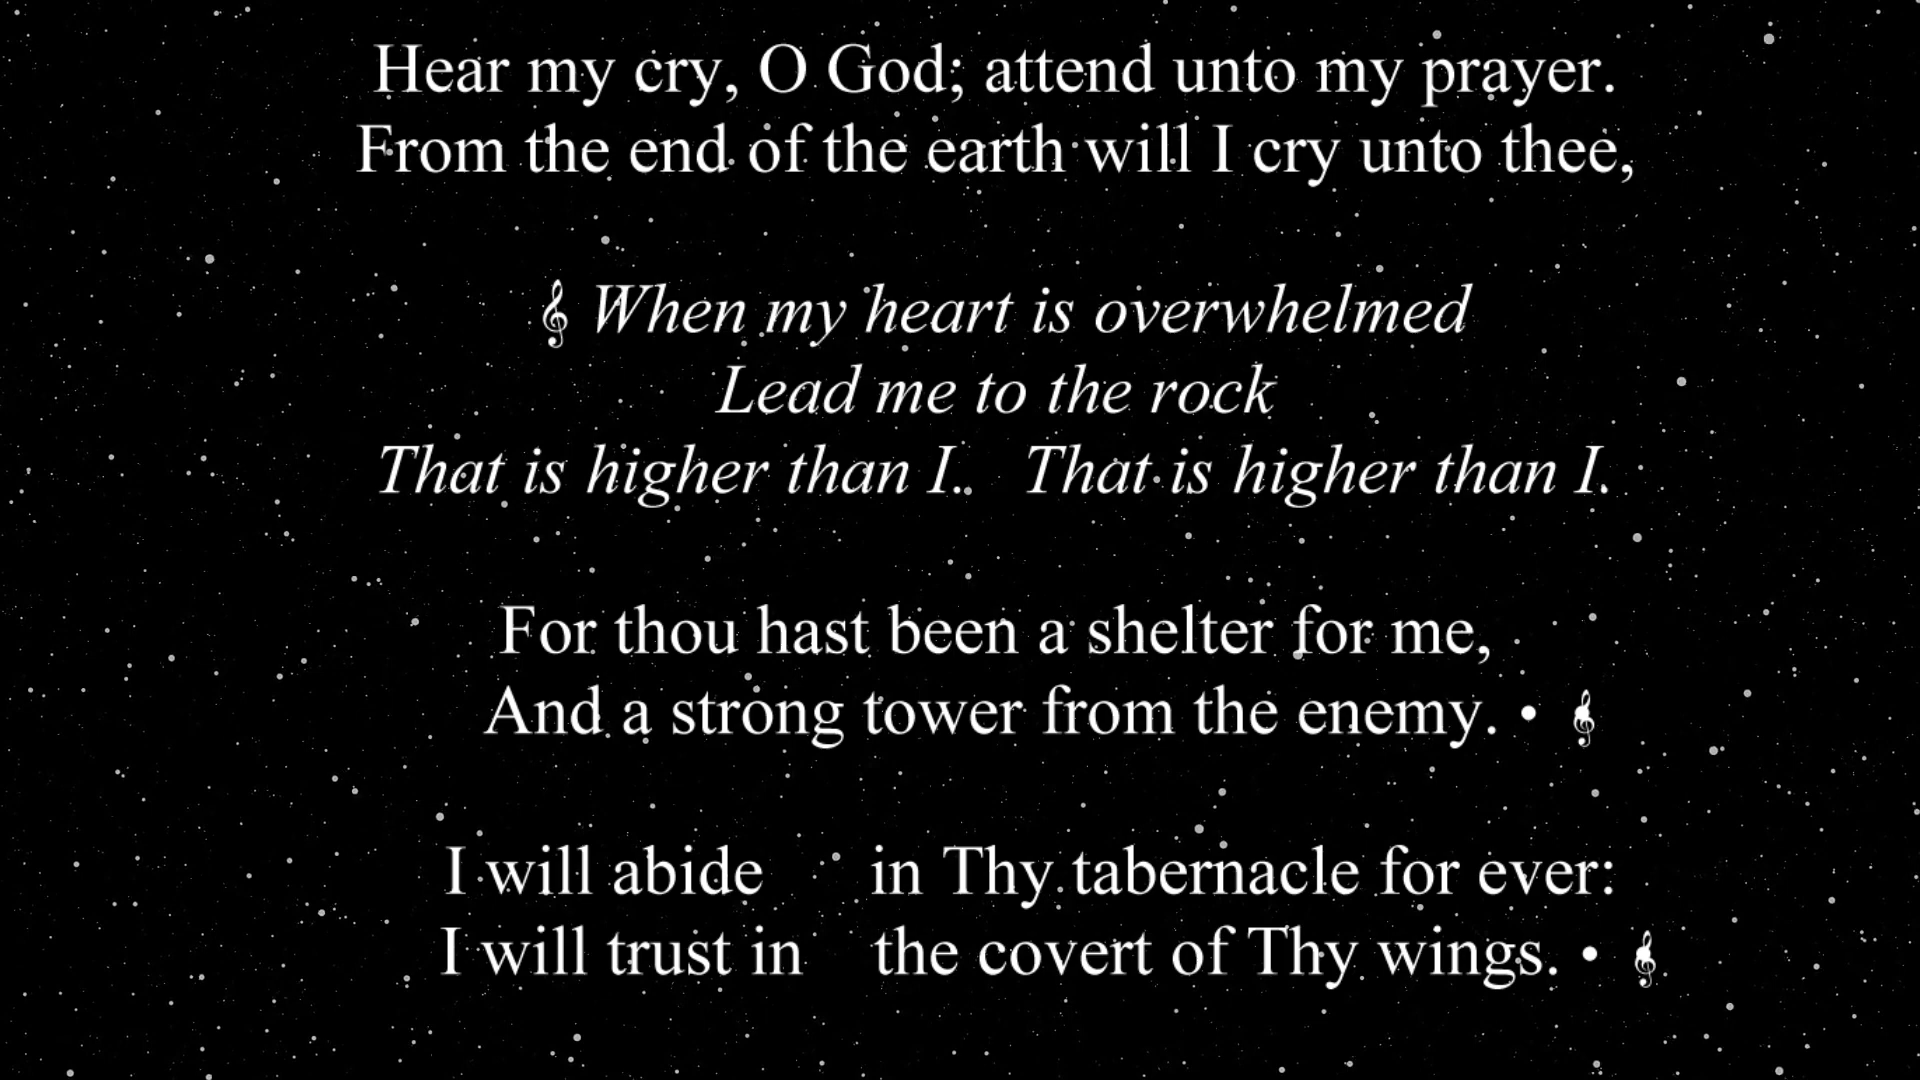 Hear my cry, O God; attend unto my prayer.
From the end of the earth will I cry unto thee,
𝄞 When my heart is overwhelmed
Lead me to the rock
That is higher than I.. That is higher than I.
For thou hast been a shelter for me,
And a strong tower from the enemy. • 𝄞
I will abide in Thy tabernacle for ever:
I will trust in the covert of Thy wings. • 𝄞